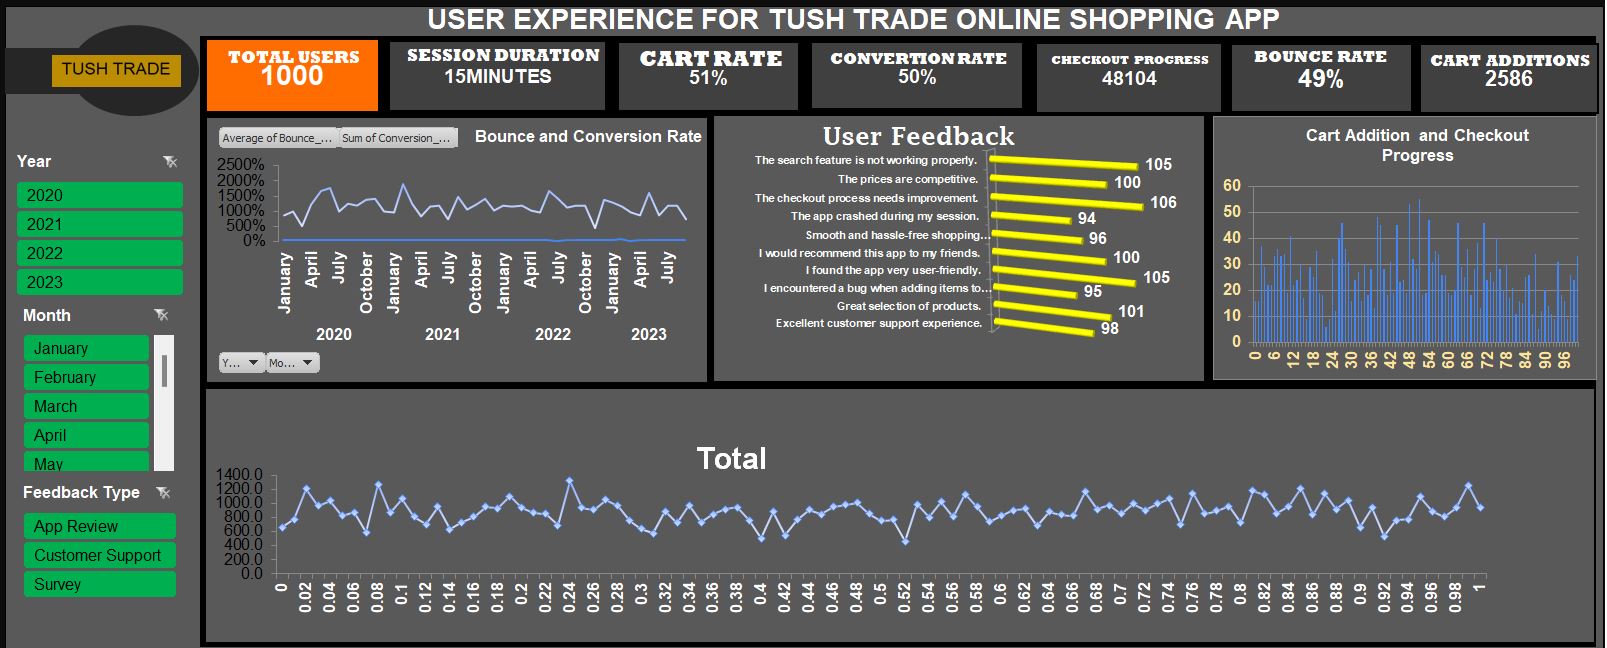 USER EXPERIENCE FOR TUSH TRADE ONLINE SHOPPING APP
TUSH TRADE
TOTAL USERS
1000
SESSION DURATION
15MINUTES
CART RATE
51%
CONVERTION RATE
50%
CHECKOUT PROGRESS
48104
BOUNCE RATE
49%
CART ADDITIONS
2586
Year
2020
2021
2022
2023
Month
January
February
March
April
May
Feedback Type
App Review
Customer Support
Survey
Average of Bounce_...
Sum of Conversion_...
Bounce and Conversion Rate
2500%
2000%
1500%
1000%
500%
0%
January April July October January April July October January April July October January April July
2020 2021 2022 2023
Y...
Mo...
User Feedback
The search feature is not working properly. 105
The prices are competitive. 100
The checkout process needs improvement. 106
The app crashed during my session. 94
Smooth and hassle-free shopping... 96
I would recommend this app to my friends. 100
I found the app very user-friendly. 105
I encountered a bug when adding items to... 95
Great selection of products. 101
Excellent customer support experience. 98
Cart Addition and Checkout
Progress
60
50
40
30
20
10
0
0 6 12 18 24 30 36 42 48 54 60 66 72 78 84 90 96
Total
1400.0
1200.0
1000.0
800.0
600.0
400.0
200.0
0.0
0 0.02 0.04 0.06 0.08 0.1 0.12 0.14 0.16 0.18 0.2 0.22 0.24 0.26 0.28 0.3 0.32 0.34 0.36 0.38 0.4 0.42 0.44 0.46 0.48 0.5 0.52 0.54 0.56 0.58 0.6 0.62 0.64 0.66 0.68 0.7 0.72 0.74 0.76 0.78 0.8 0.82 0.84 0.86 0.88 0.9 0.92 0.94 0.96 0.98 1